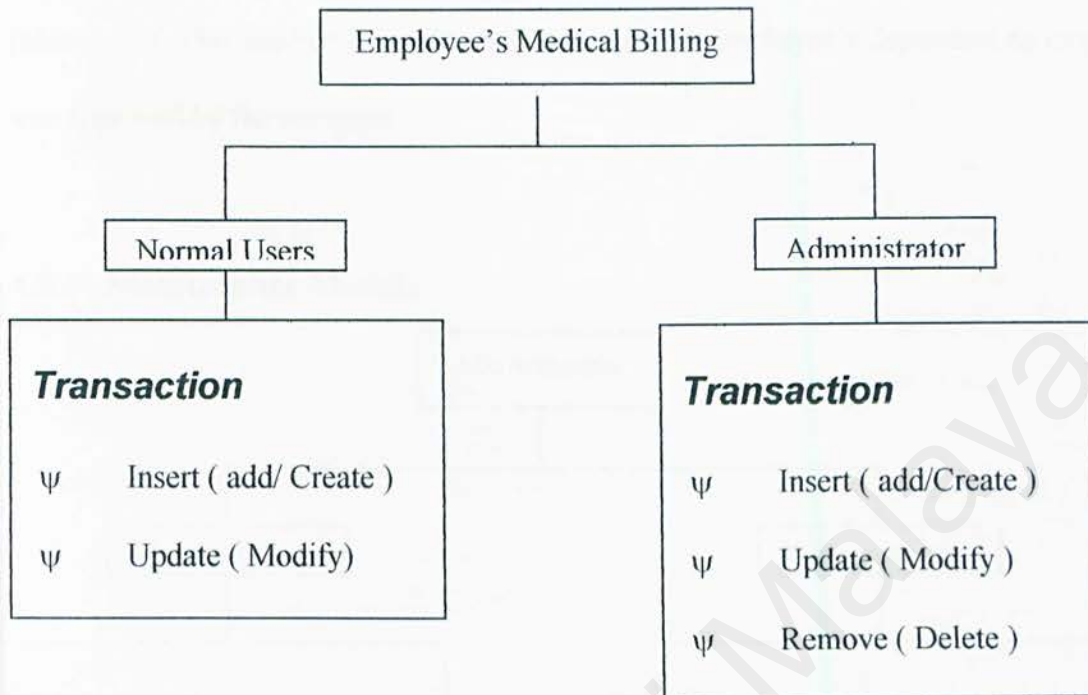 Employee's Medical Billing
Normal Users
Administrator
Transaction
ψ Insert ( add/ Create )
ψ Update ( Modify)
Transaction
ψ Insert ( add/Create )
ψ Update ( Modify )
ψ Remove ( Delete )
Malaya